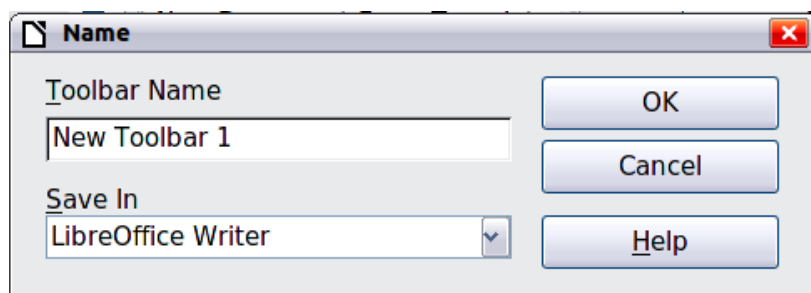 Name
Toolbar Name
New Toolbar 1
Save In
LibreOffice Writer
OK
Cancel
Help